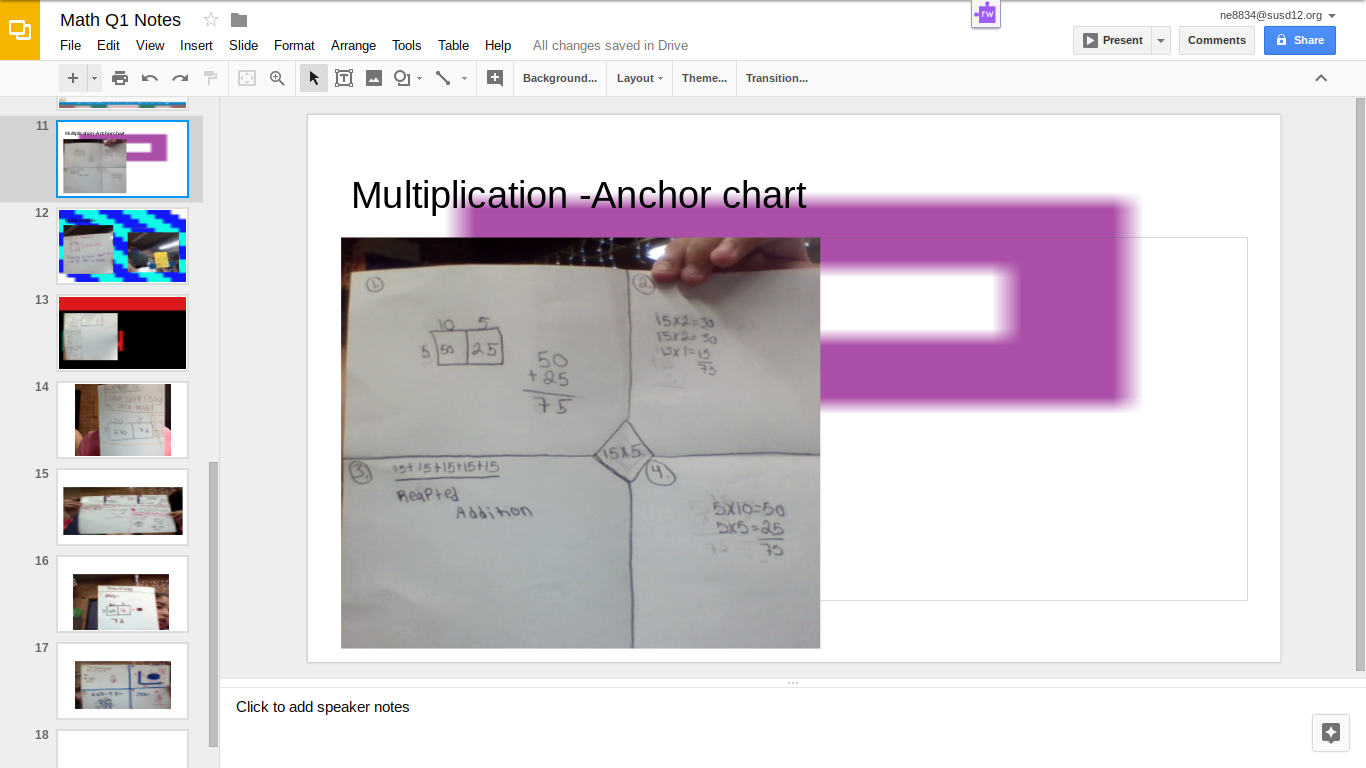 Math Q1 Notes
rw
ne8834@susd12.org
File Edit View Insert Slide Format Arrange Tools Table Help All changes saved in Drive
Present Comments Share
Background... Layout Theme... Transition...
11
Multiplication -Anchor chart
12
13
14
15
16
17
18
Multiplication -Anchor chart
1.
10 5
5 50 25
50
+25
75
2.
15x2=30
15x2=30
15x1=15
75
15x5
3.
15+15+15+15+15
Reapted
Addition
4.
5x10=50
5x5=25
75
Click to add speaker notes